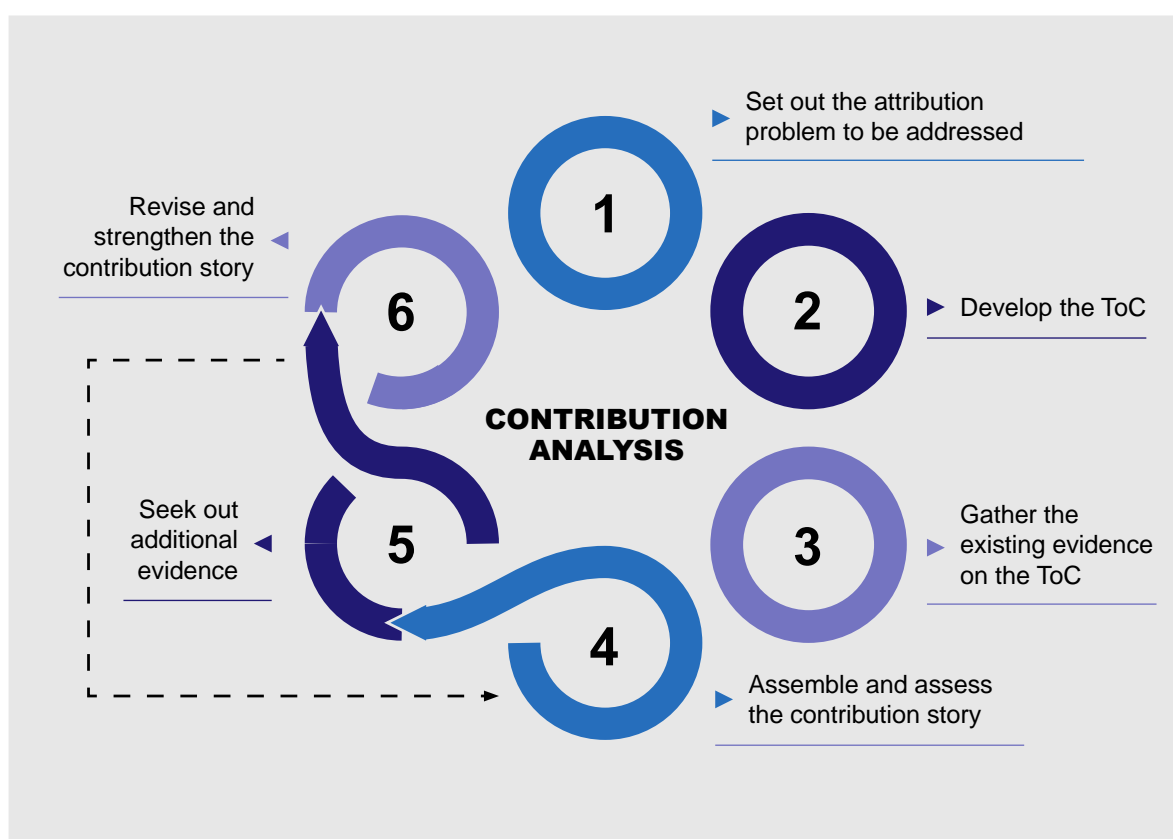 1
Set out the attribution
problem to be addressed
2
Develop the ToC
3
Gather the
existing evidence
on the ToC
4
Assemble and assess
the contribution story
5
Seek out
additional
evidence
6
Revise and
strengthen the
contribution story
CONTRIBUTION
ANALYSIS